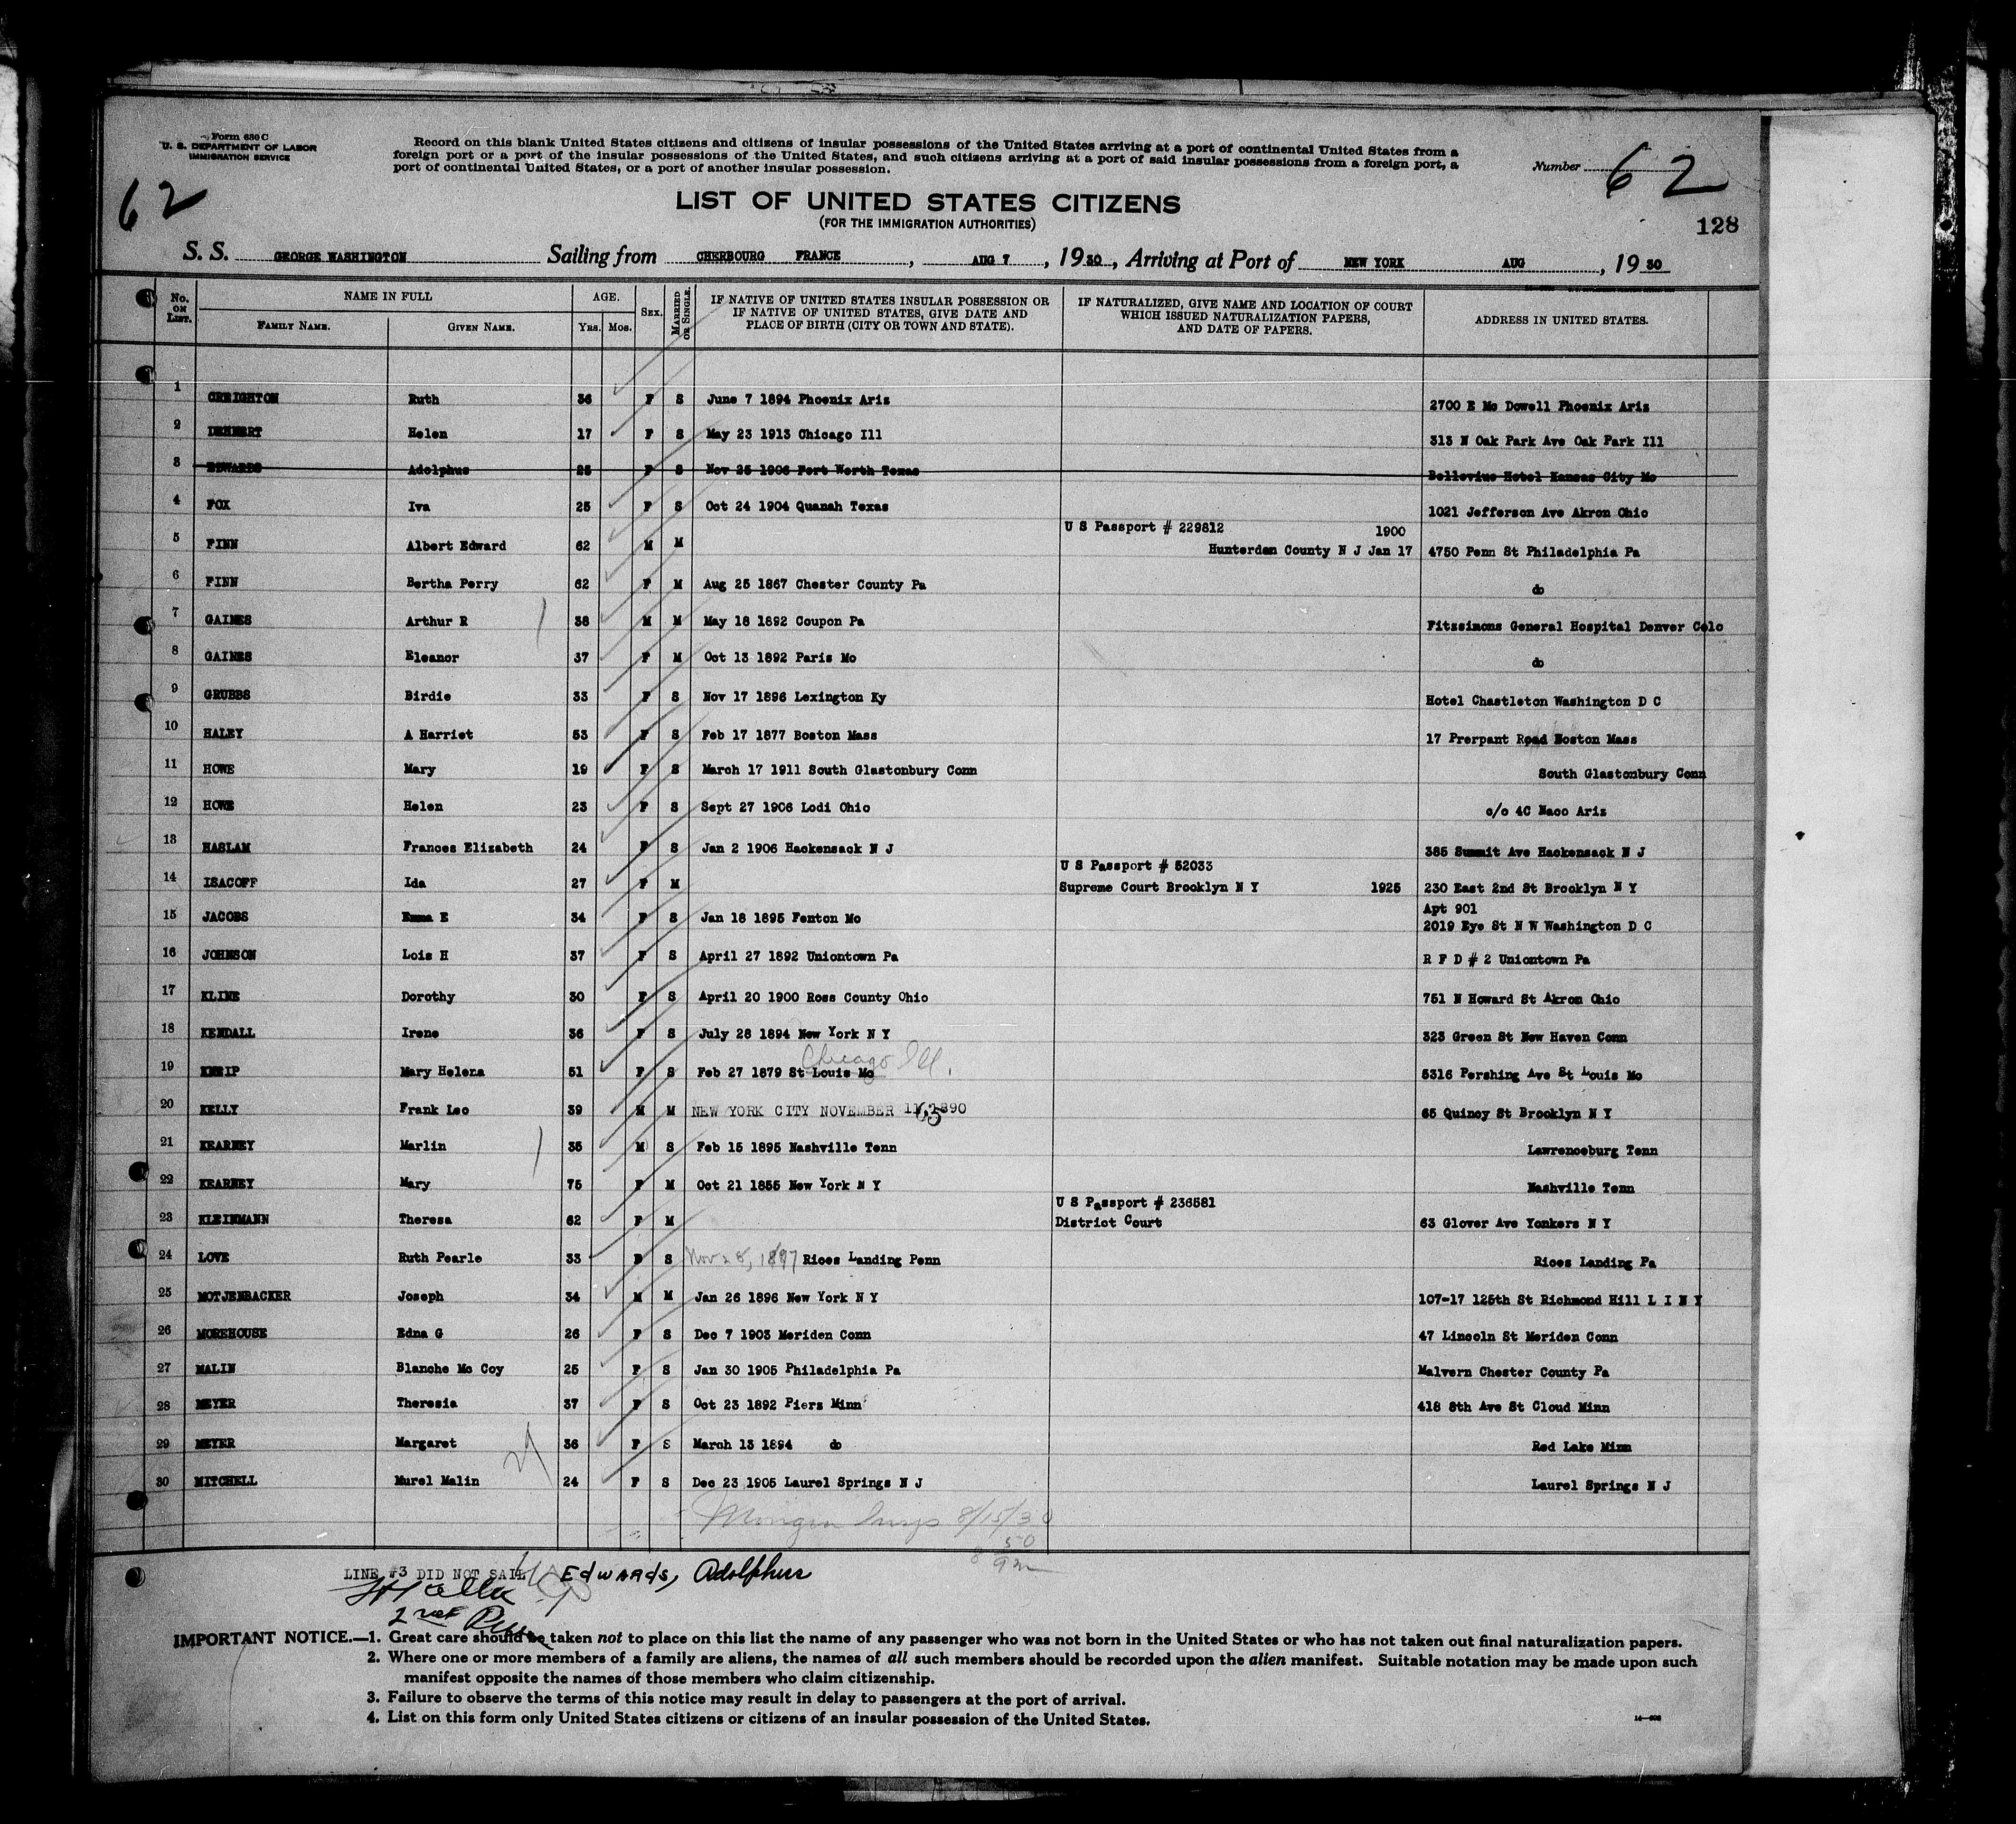 Form 630 C
U. S. DEPARTMENT OF LABOR
IMMIGRATION SERVICE
Record on this blank United States citizens and citizens of insular possessions of the United States arriving at a port of continental United States from a
foreign port or a port of the insular possessions of the United States, and such citizens arriving at a port of said insular possessions from a foreign port, a
port of continental United States, or a port of another insular possession.
Number 62
62
LIST OF UNITED STATES CITIZENS
(FOR THE IMMIGRATION AUTHORITIES)
128
S. S. GEORGE WASHINGTON Sailing from CHERBOURG FRANCE, AUG 7, 1930, Arriving at Port of NEW YORK AUG, 1930
No. ON LIST. NAME IN FULL FAMILY NAME. GIVEN NAME. AGE. Yrs. Mos. SEX. MARRIED OR SINGLE. IF NATIVE OF UNITED STATES INSULAR POSSESSION OR IF NATIVE OF UNITED STATES, GIVE DATE AND PLACE OF BIRTH (CITY OR TOWN AND STATE). IF NATURALIZED, GIVE NAME AND LOCATION OF COURT WHICH ISSUED NATURALIZATION PAPERS, AND DATE OF PAPERS. ADDRESS IN UNITED STATES.
1 CREIGHTON Ruth 36 F S June 7 1894 Phoenix Aris 2700 E Mc Dowell Phoenix Aris
2 Helen 17 F S May 23 1913 Chicago Ill 313 N Oak Park Ave Oak Park Ill
3 EDWARDS Adolphus F S Nov 25 1906 Fort Worth Texas Bellevius Hotel Kansas City Mo
4 FOX Iva 25 F S Oct 24 1904 Quanah Texas 1021 Jefferson Ave Akron Ohio
5 FINN Albert Edward 62 M M U S Passport # 229812 1900 Hunterdan County N J Jan 17 4750 Penn St Philadelphia Pa
6 FINN Bertha Perry 62 F M Aug 25 1867 Chester County Pa do
7 GAINES Arthur R 38 M M May 18 1892 Coupon Pa Fitzsimons General Hospital Denver Colo
8 GAINES Eleanor 37 F M Oct 13 1892 Paris Mo do
9 GRUBBS Birdie 33 F S Nov 17 1896 Lexington Ky Hotel Chastleton Washington D C
10 HALEY A Harriet 53 F S Feb 17 1877 Boston Mass 17 Prerpant Road Boston Mass
11 HOWE Mary 19 F S March 17 1911 South Glastonbury Conn South Glastonbury Conn
12 HOWE Helen 23 F S Sept 27 1906 Lodi Ohio c/o 4C Naco Ariz
13 HASLAM Frances Elizabeth 24 F S Jan 2 1906 Hackensack N J 385 Summit Ave Hackensack N J
14 ISACOFF Ida 27 F M U S Passport # 52033 Supreme Court Brooklyn N Y 1925 230 East 2nd St Brooklyn N Y
15 JACOBS Emma E 34 F S Jan 18 1895 Fenton Mo Apt 901 2019 Eye St N W Washington D C
16 JOHNSON Lois H 37 F S April 27 1892 Uniontown Pa R F D # 2 Uniontown Pa
17 KLINE Dorothy 30 F S April 20 1900 Ross County Ohio 751 N Howard St Akron Ohio
18 KENDALL Irene 36 F S July 28 1894 New York N Y 323 Green St New Haven Conn
Chicago Ill.
19 KNRIP Mary Helena 51 F S Feb 27 1879 St Louis Mo 5316 Pershing Ave St Louis Mo
20 KELLY Frank Leo 39 M M NEW YORK CITY NOVEMBER 11,1890 65 Quincy St Brooklyn N Y
21 KEARNEY Marlin 35 M S Feb 15 1895 Nashville Tenn Lawrenceburg Tenn
22 KEARNEY Mary 75 F M Oct 21 1855 New York N Y Nashville Tenn
23 KLEINMANN Theresa 62 F M U S Passport # 236581 District Court 63 Glover Ave Yonkers N Y
24 LOVE Ruth Pearle 33 F S Nov 28, 1897 Rices Landing Penn Rices Landing Pa
25 MOTJENBACKER Joseph 34 M M Jan 26 1896 New York N Y 107-17 125th St Richmond Hill L I N Y
26 MOREHOUSE Edna G 26 F S Dec 7 1903 Meriden Conn 47 Lincoln St Meriden Conn
27 MALIN Blanche Mc Coy 25 F S Jan 30 1905 Philadelphia Pa Malvern Chester County Pa
28 MEYER Theresia 37 F S Oct 23 1892 Pierz Minn 418 8th Ave St Cloud Minn
29 MEYER Margaret 36 F S March 13 1894 do Red Lake Minn
30 MITCHELL Murel Malin 24 F S Dec 23 1905 Laurel Springs N J Laurel Springs N J
8/15/30
LINE #3 DID NOT SAIL Edwards, Adolphus
IMPORTANT NOTICE.—1. Great care should be taken not to place on this list the name of any passenger who was not born in the United States or who has not taken out final naturalization papers.
2. Where one or more members of a family are aliens, the names of all such members should be recorded upon the alien manifest. Suitable notation may be made upon such
manifest opposite the names of those members who claim citizenship.
3. Failure to observe the terms of this notice may result in delay to passengers at the port of arrival.
4. List on this form only United States citizens or citizens of an insular possession of the United States.